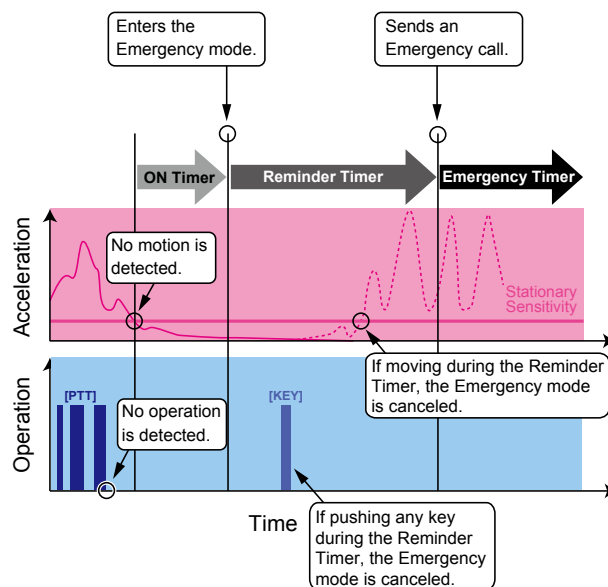 Enters the
Emergency mode.
Sends an
Emergency call.
ON Timer
Reminder Timer
Emergency Timer
Acceleration
No motion is
detected.
Stationary
Sensitivity
If moving during the Reminder
Timer, the Emergency mode
is canceled.
Operation
[PTT]
No operation
is detected.
[KEY]
Time
If pushing any key
during the Reminder
Timer, the Emergency
mode is canceled.